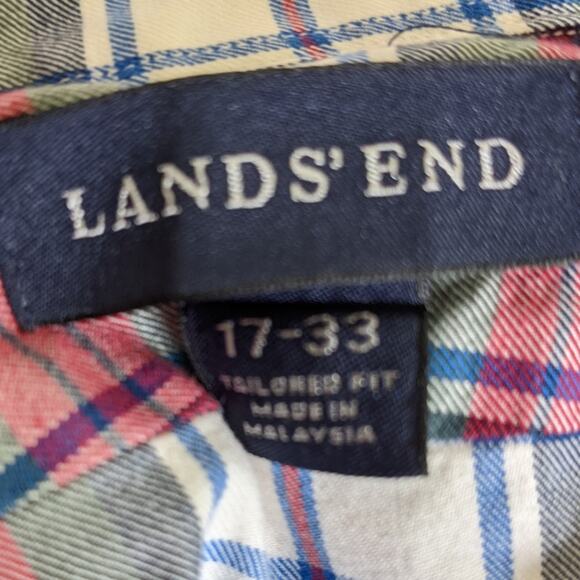 LANDS' END
17-33
TAILORED FIT
MADE IN
MALAYSIA